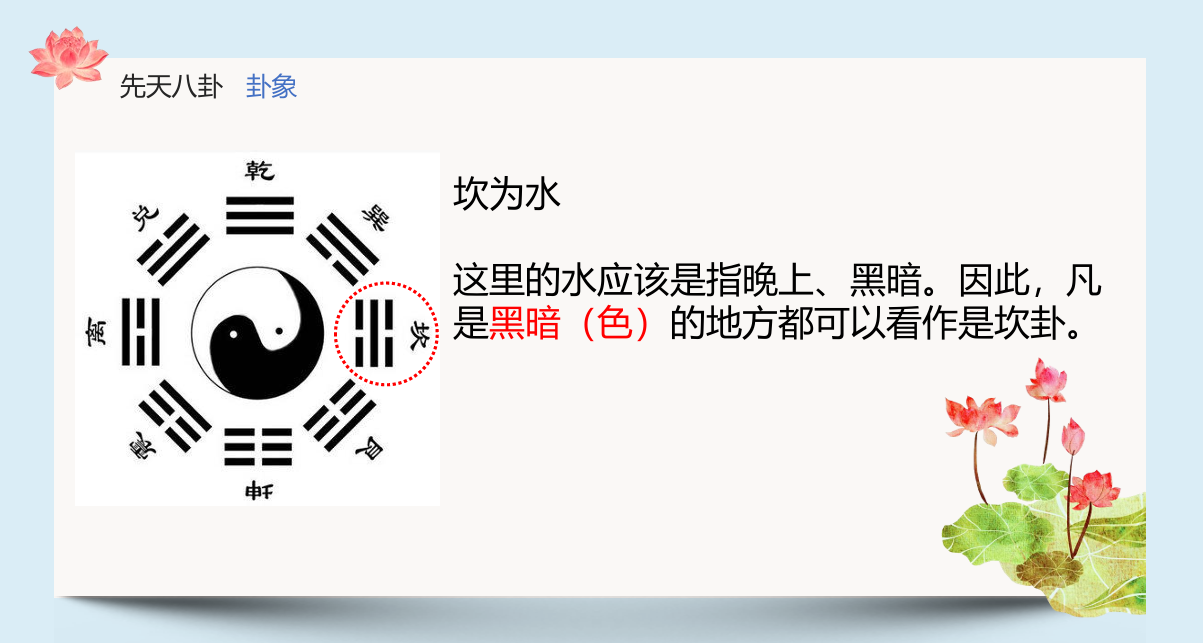 先天八卦 卦象
乾
兑
巽
离
坎
震
艮
坤
坎为水
这里的水应该是指晚上、黑暗。因此，凡
是黑暗（色）的地方都可以看作是坎卦。